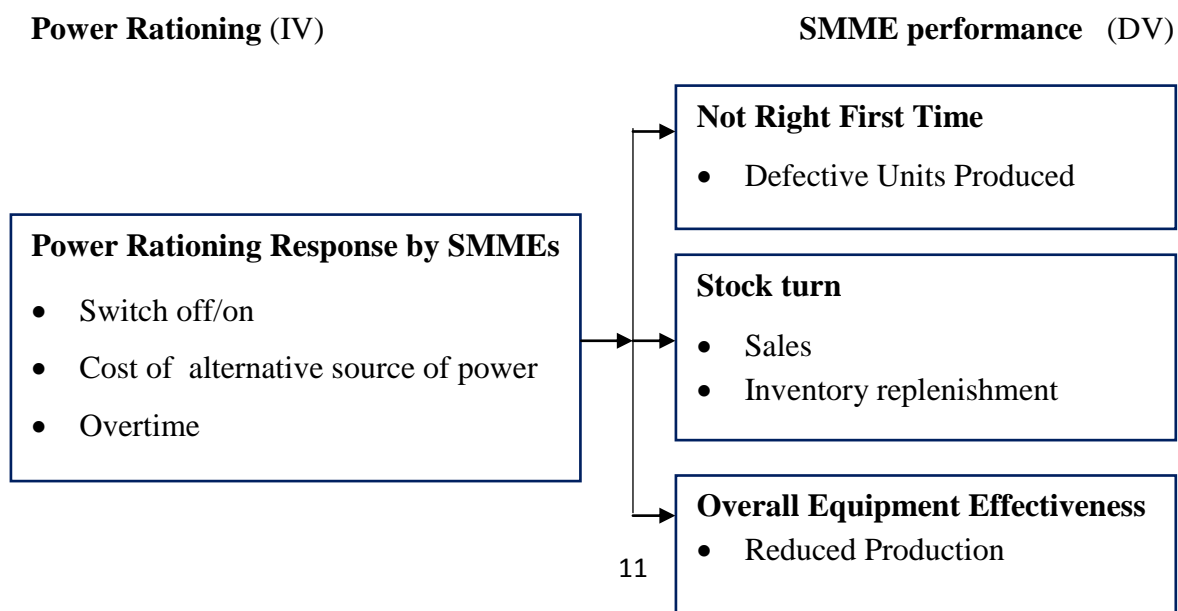 Power Rationing (IV)
SMME performance (DV)
Power Rationing Response by SMMEs
• Switch off/on
• Cost of alternative source of power
• Overtime
Not Right First Time
• Defective Units Produced
Stock turn
• Sales
• Inventory replenishment
Overall Equipment Effectiveness
• Reduced Production
11